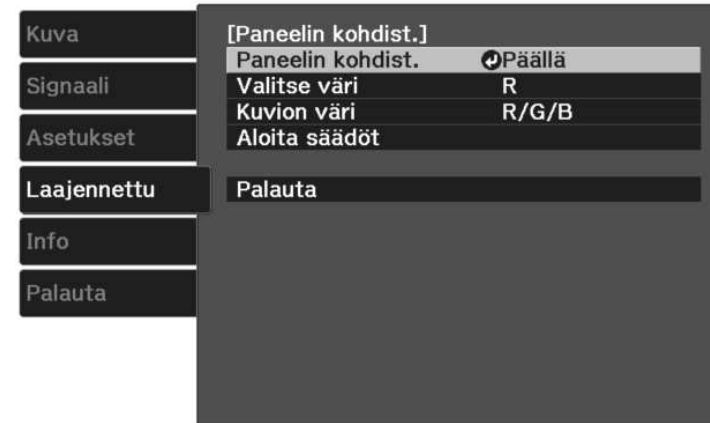 Kuva
Signaali
Asetukset
Laajennettu
Info
Palauta
[Paneelin kohdist.]
Paneelin kohdist. Päällä
Valitse väri R
Kuvion väri R/G/B
Aloita säädöt
Palauta